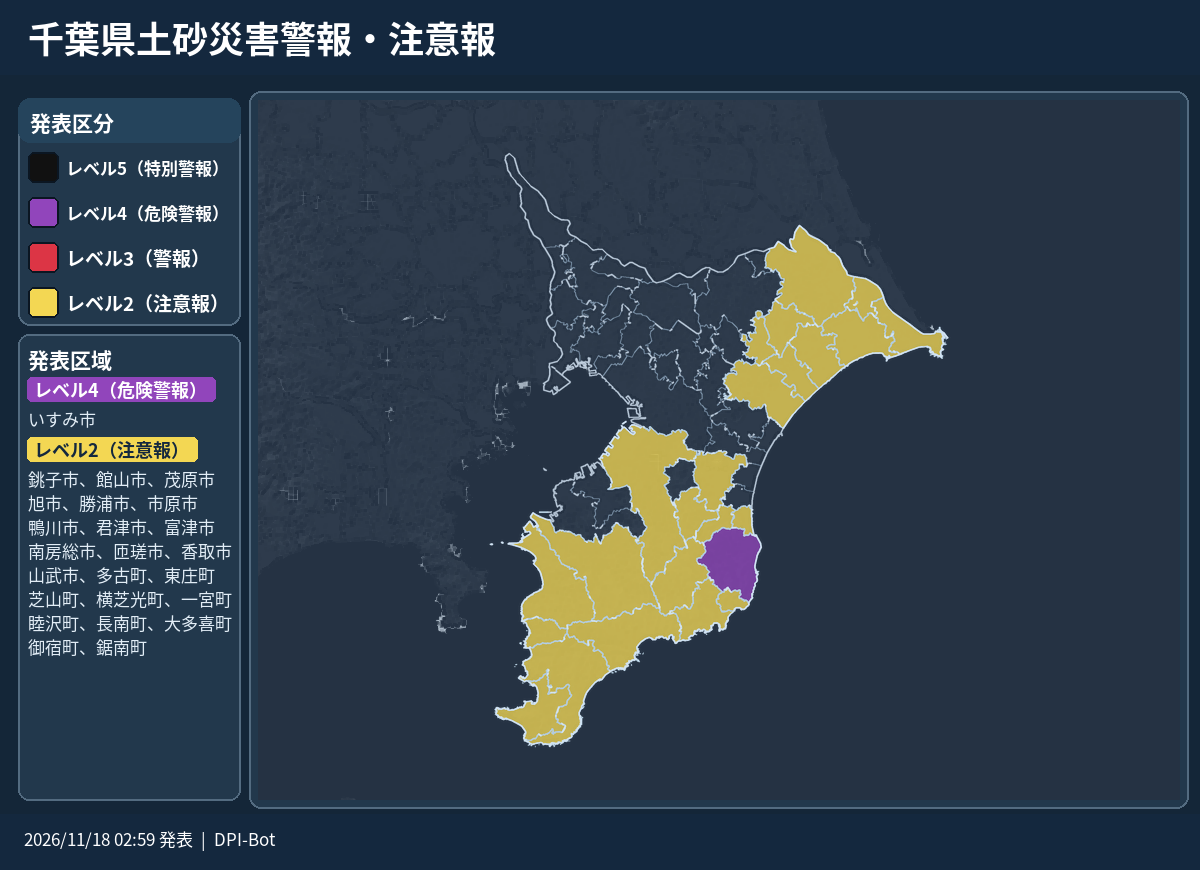 千葉県土砂災害警報・注意報
発表区分
レベル5（特別警報）
レベル4（危険警報）
レベル3（警報）
レベル2（注意報）
発表区域
レベル4（危険警報）
いすみ市
レベル2（注意報）
銚子市、館山市、茂原市
旭市、勝浦市、市原市
鴨川市、君津市、富津市
南房総市、匝瑳市、香取市
山武市、多古町、東庄町
芝山町、横芝光町、一宮町
睦沢町、長南町、大多喜町
御宿町、鋸南町
2026/11/18 02:59 発表｜DPI-Bot